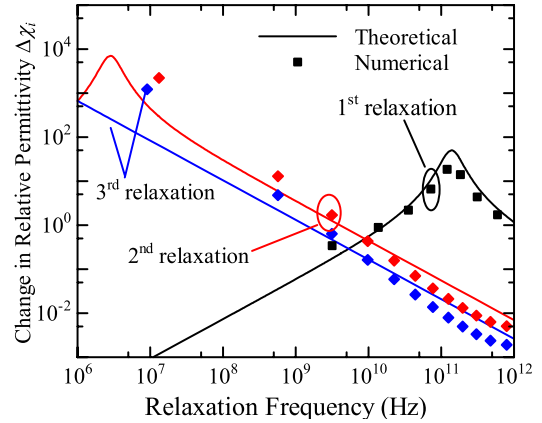 Change in Relative Permittivity Δχi
10^4
10^2
10^0
10^-2
Theoretical
Numerical
1st relaxation
3rd relaxation
2nd relaxation
10^6 10^7 10^8 10^9 10^10 10^11 10^12
Relaxation Frequency (Hz)